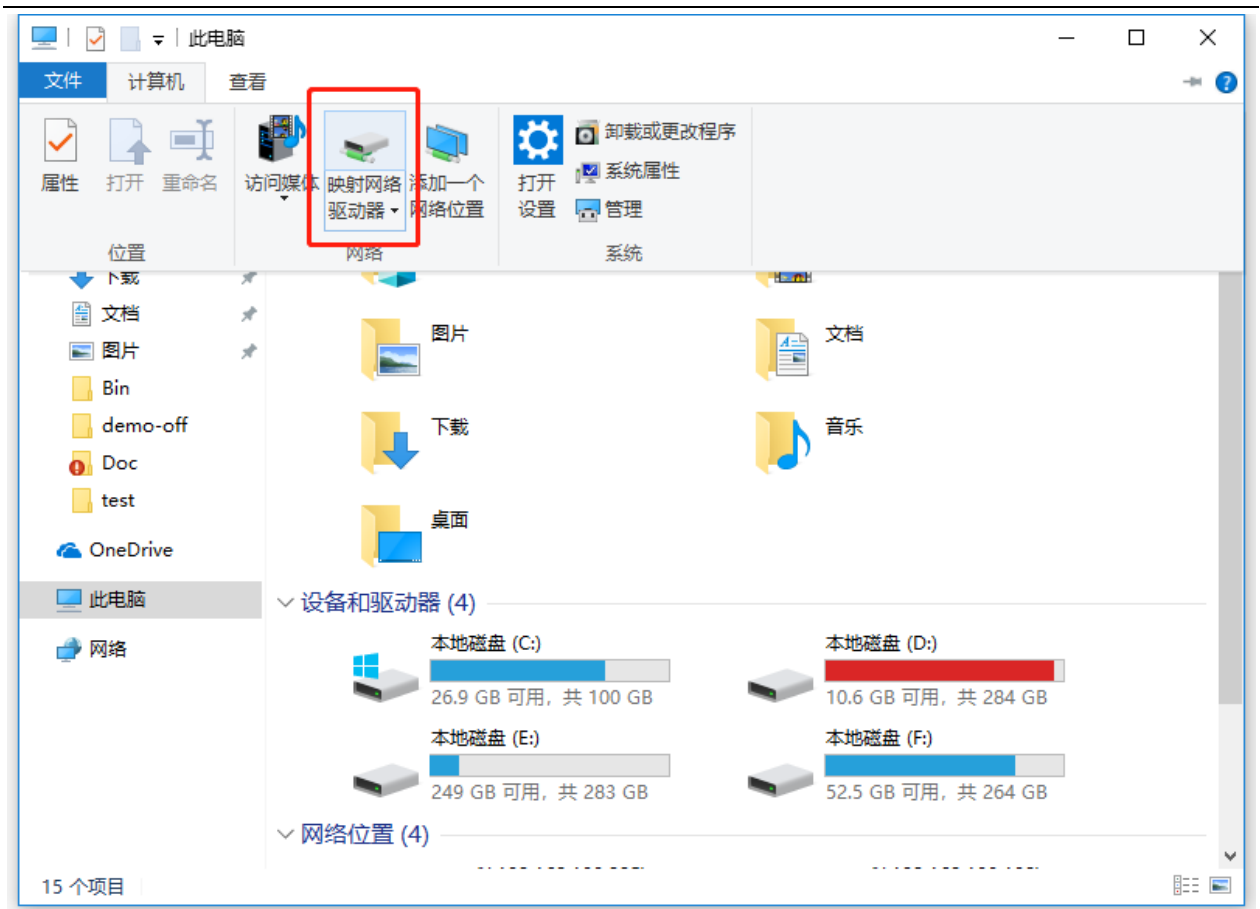 此电脑
文件
计算机
查看
属性
打开
重命名
访问媒体
映射网络
驱动器
添加一个
网络位置
打开
设置
卸载或更改程序
系统属性
管理
位置
网络
系统
下载
文档
图片
Bin
demo-off
Doc
test
OneDrive
此电脑
网络
图片
文档
下载
音乐
桌面
设备和驱动器 (4)
本地磁盘 (C:)
26.9 GB 可用，共 100 GB
本地磁盘 (D:)
10.6 GB 可用，共 284 GB
本地磁盘 (E:)
249 GB 可用，共 283 GB
本地磁盘 (F:)
52.5 GB 可用，共 264 GB
网络位置 (4)
15 个项目